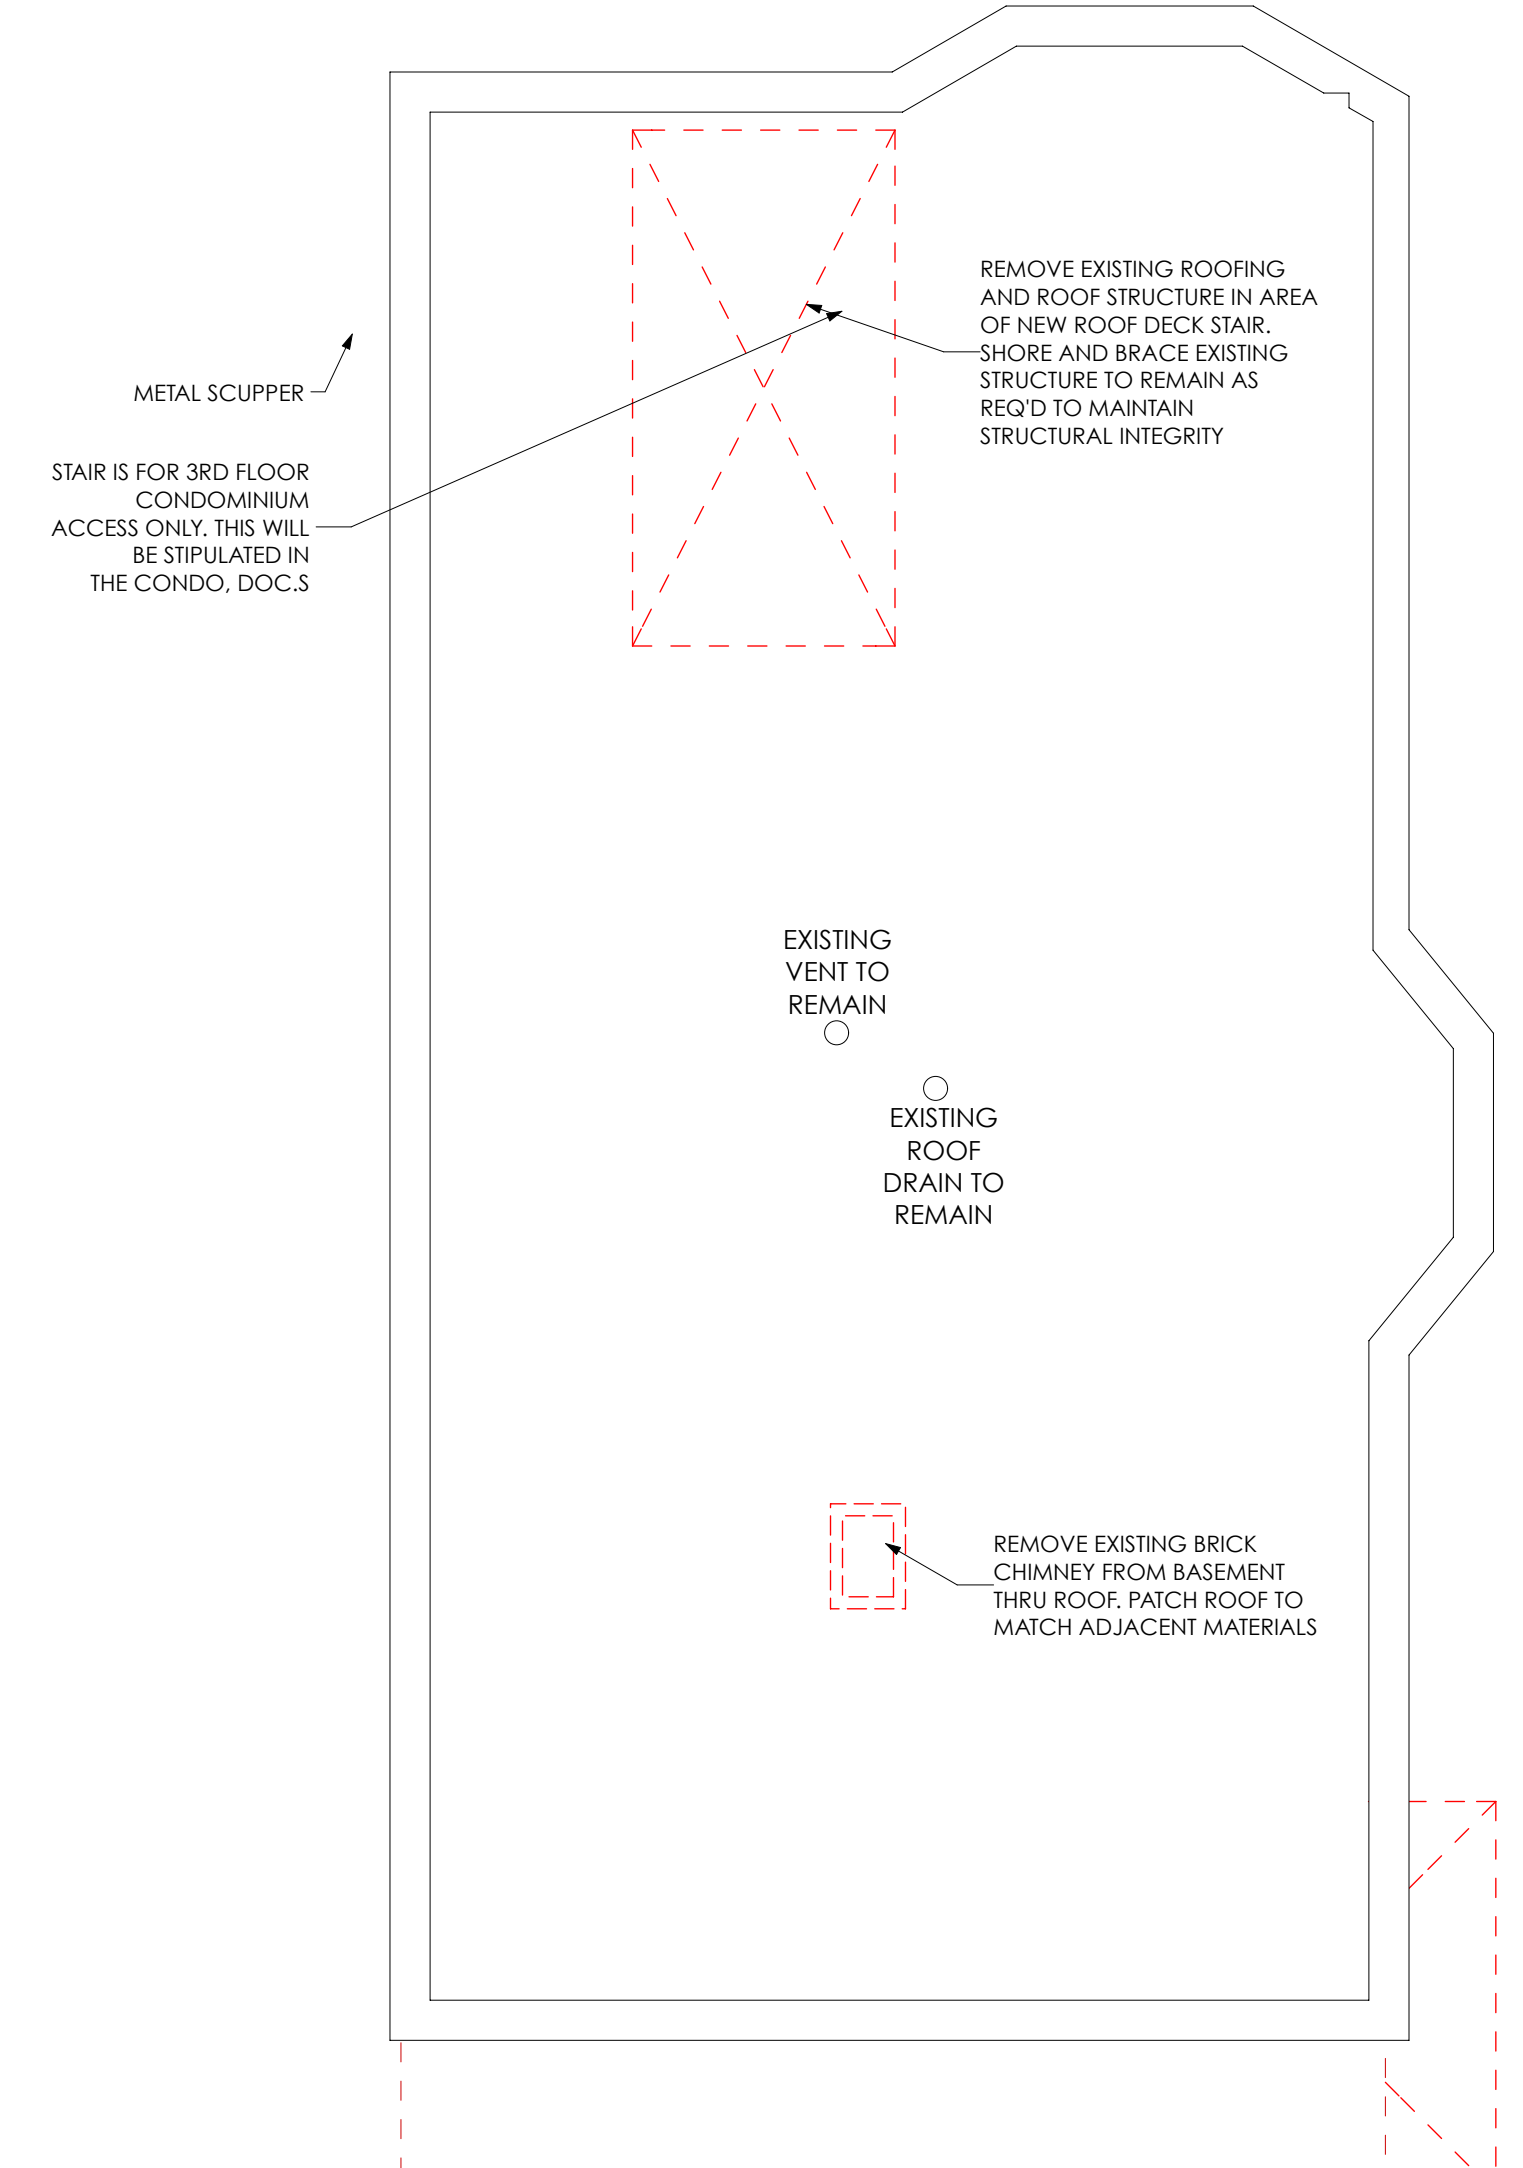 REMOVE EXISTING ROOFING
AND ROOF STRUCTURE IN AREA
OF NEW ROOF DECK STAIR.
SHORE AND BRACE EXISTING
STRUCTURE TO REMAIN AS
REQ'D TO MAINTAIN
STRUCTURAL INTEGRITY
METAL SCUPPER
STAIR IS FOR 3RD FLOOR
CONDOMINIUM
ACCESS ONLY. THIS WILL
BE STIPULATED IN
THE CONDO, DOC.S
EXISTING
VENT TO
REMAIN
EXISTING
ROOF
DRAIN TO
REMAIN
REMOVE EXISTING BRICK
CHIMNEY FROM BASEMENT
THRU ROOF. PATCH ROOF TO
MATCH ADJACENT MATERIALS